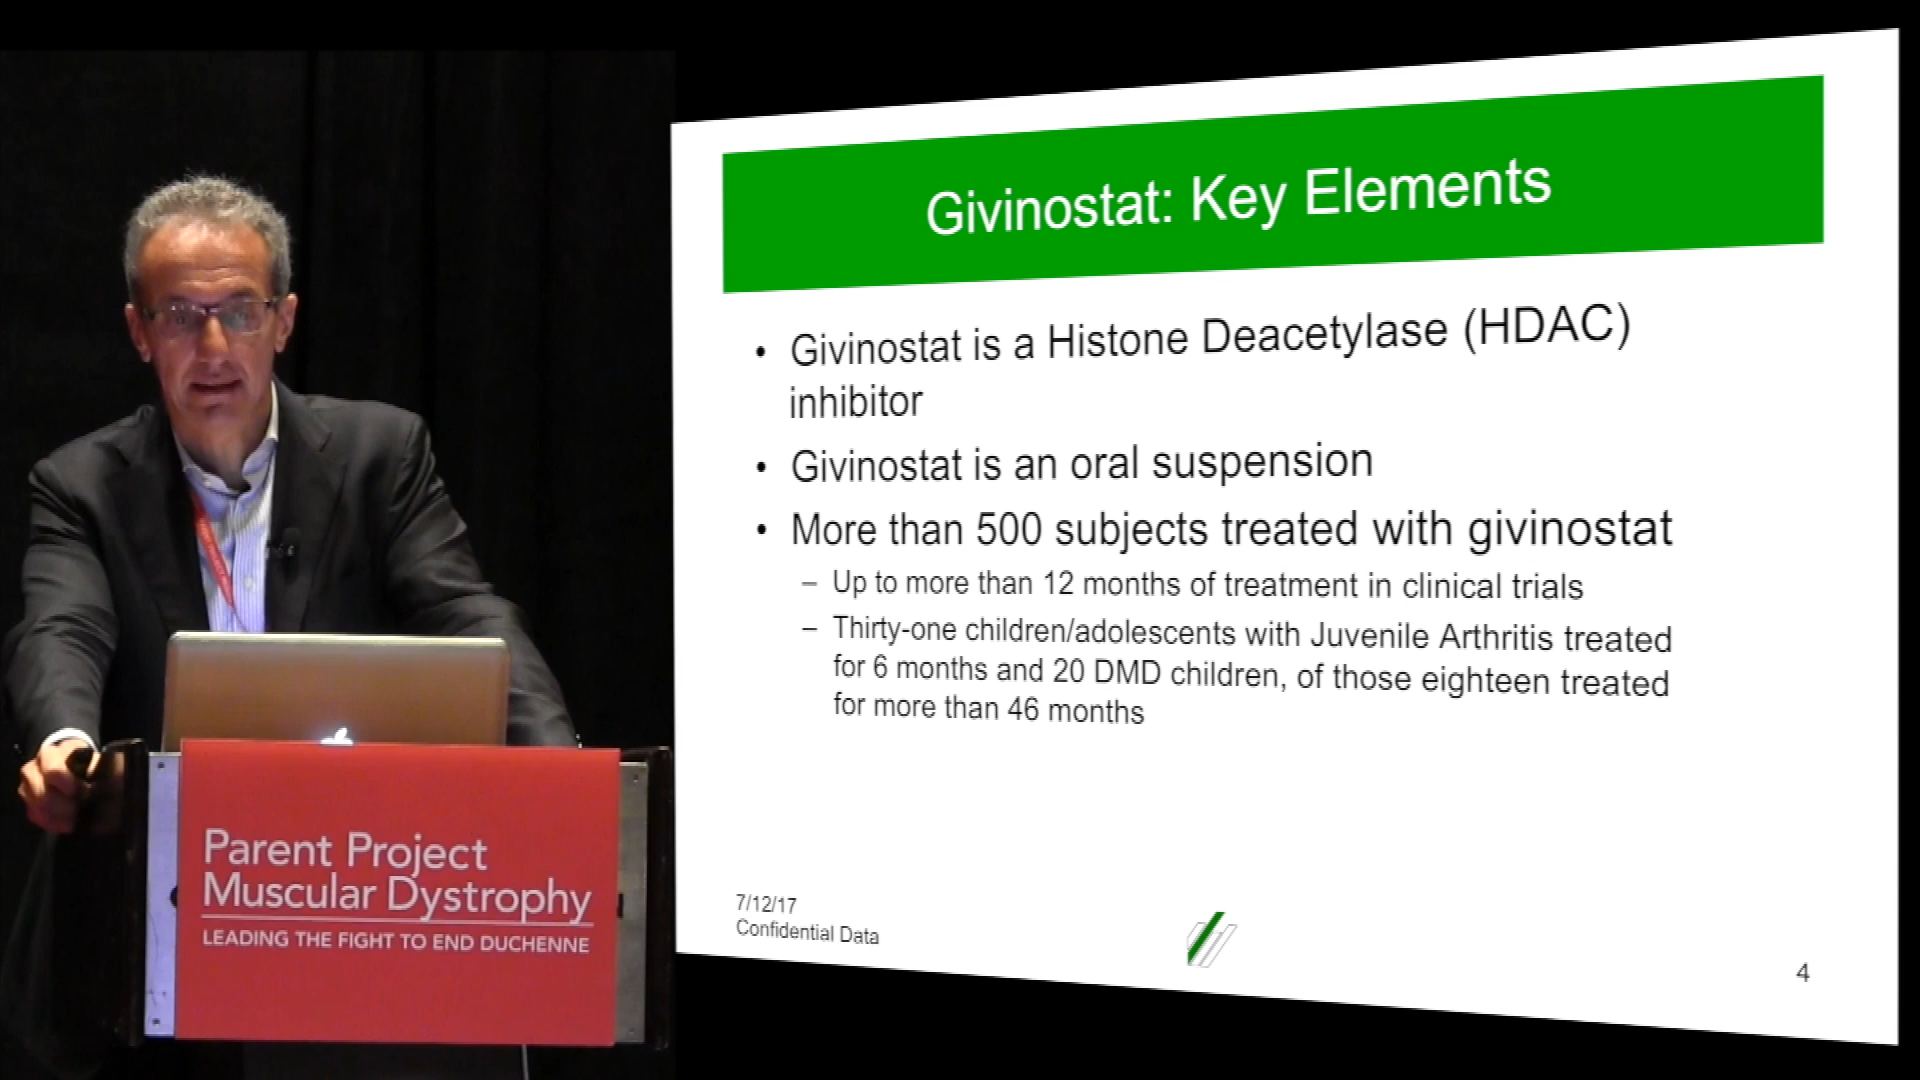 Givinostat: Key Elements
• Givinostat is a Histone Deacetylase (HDAC)
inhibitor
• Givinostat is an oral suspension
• More than 500 subjects treated with givinostat
– Up to more than 12 months of treatment in clinical trials
– Thirty-one children/adolescents with Juvenile Arthritis treated
for 6 months and 20 DMD children, of those eighteen treated
for more than 46 months
7/12/17
Confidential Data
4
Parent Project
Muscular Dystrophy
LEADING THE FIGHT TO END DUCHENNE